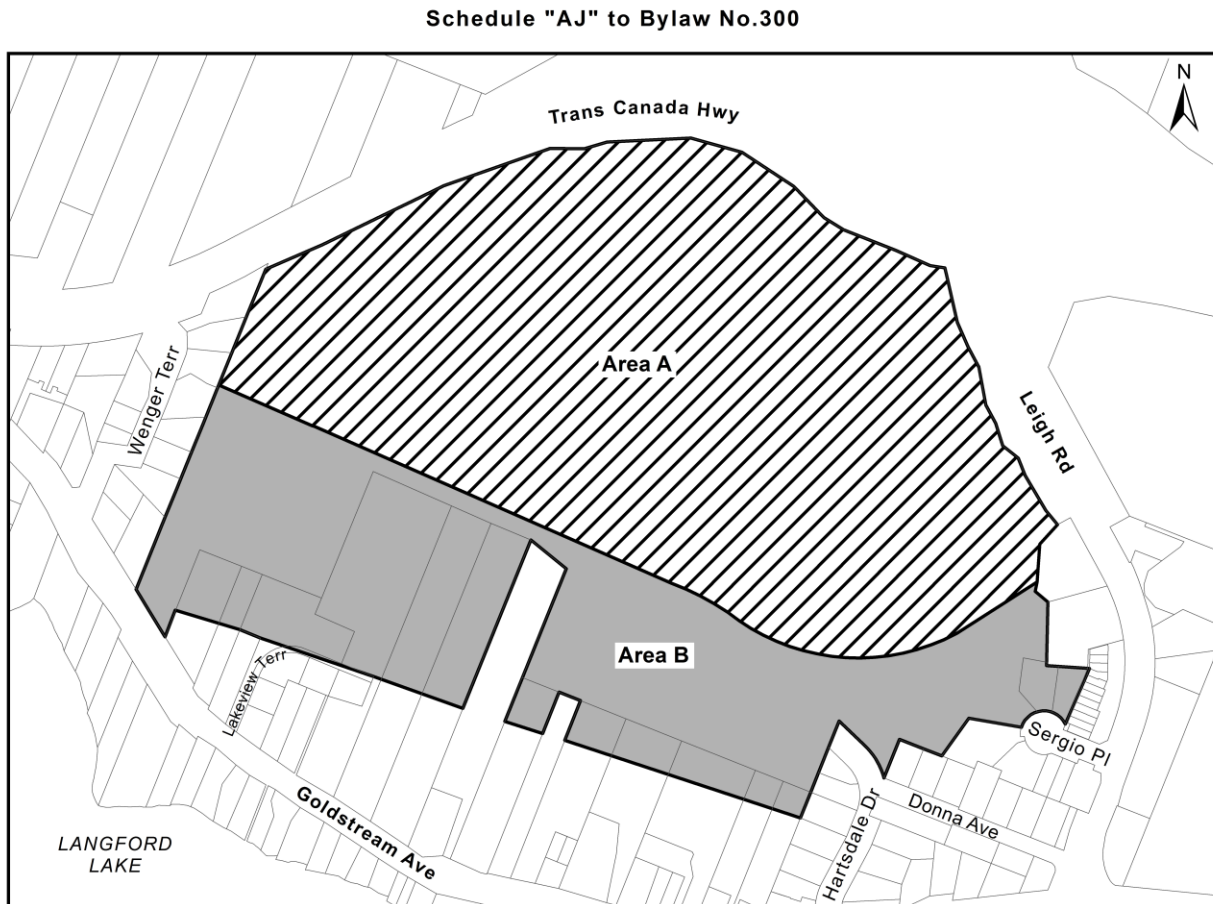 Schedule "AJ" to Bylaw No.300
N
Trans Canada Hwy
Area A
Wenger Terr
Leigh Rd
Area B
Lakeview Terr
Sergio Pl
Goldstream Ave
Donna Ave
Hartsdale Dr
LANGFORD
LAKE